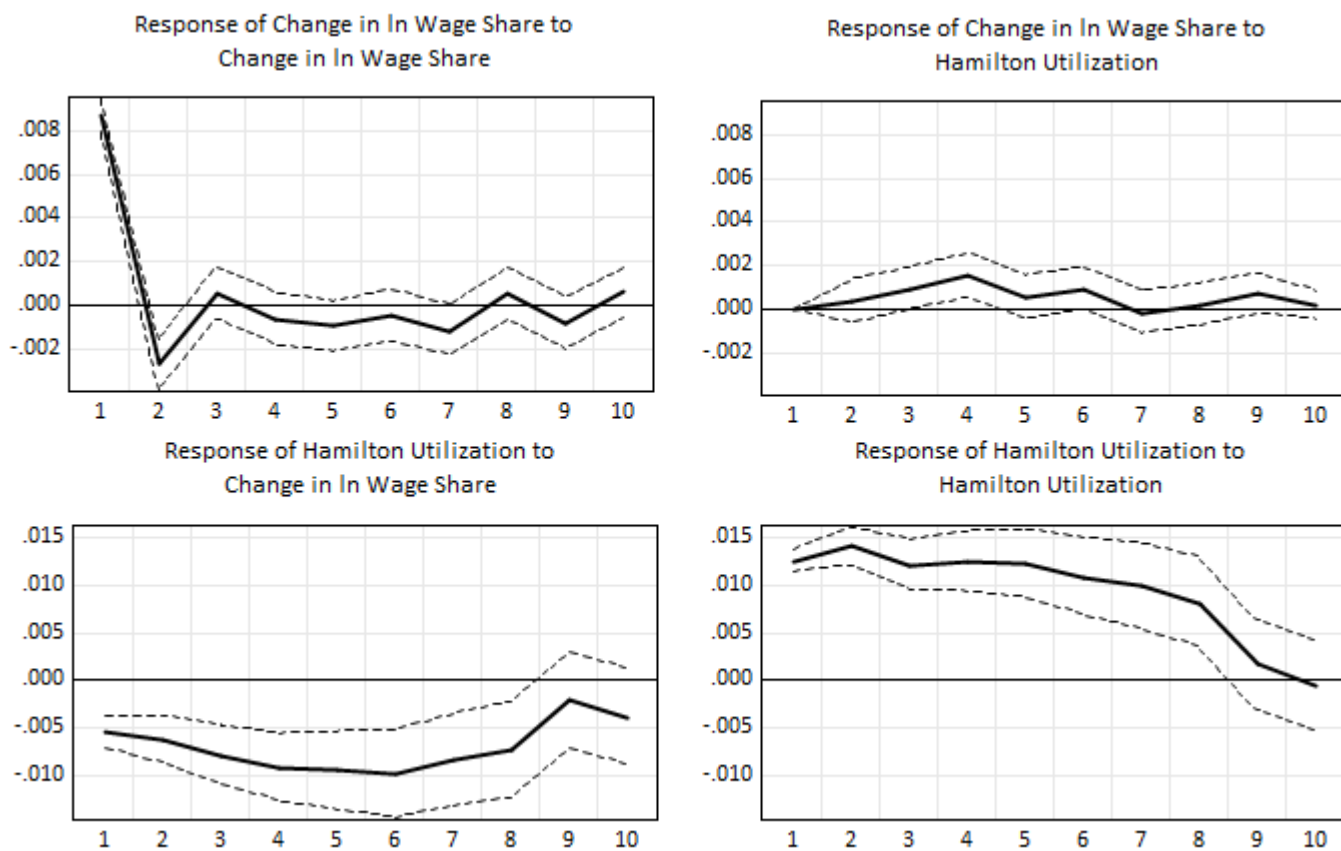 Response of Change in ln Wage Share to
Change in ln Wage Share
.008
.006
.004
.002
.000
-.002
1 2 3 4 5 6 7 8 9 10
Response of Change in ln Wage Share to
Hamilton Utilization
.008
.006
.004
.002
.000
-.002
1 2 3 4 5 6 7 8 9 10
Response of Hamilton Utilization to
Change in ln Wage Share
.015
.010
.005
.000
-.005
-.010
1 2 3 4 5 6 7 8 9 10
Response of Hamilton Utilization to
Hamilton Utilization
.015
.010
.005
.000
-.005
-.010
1 2 3 4 5 6 7 8 9 10